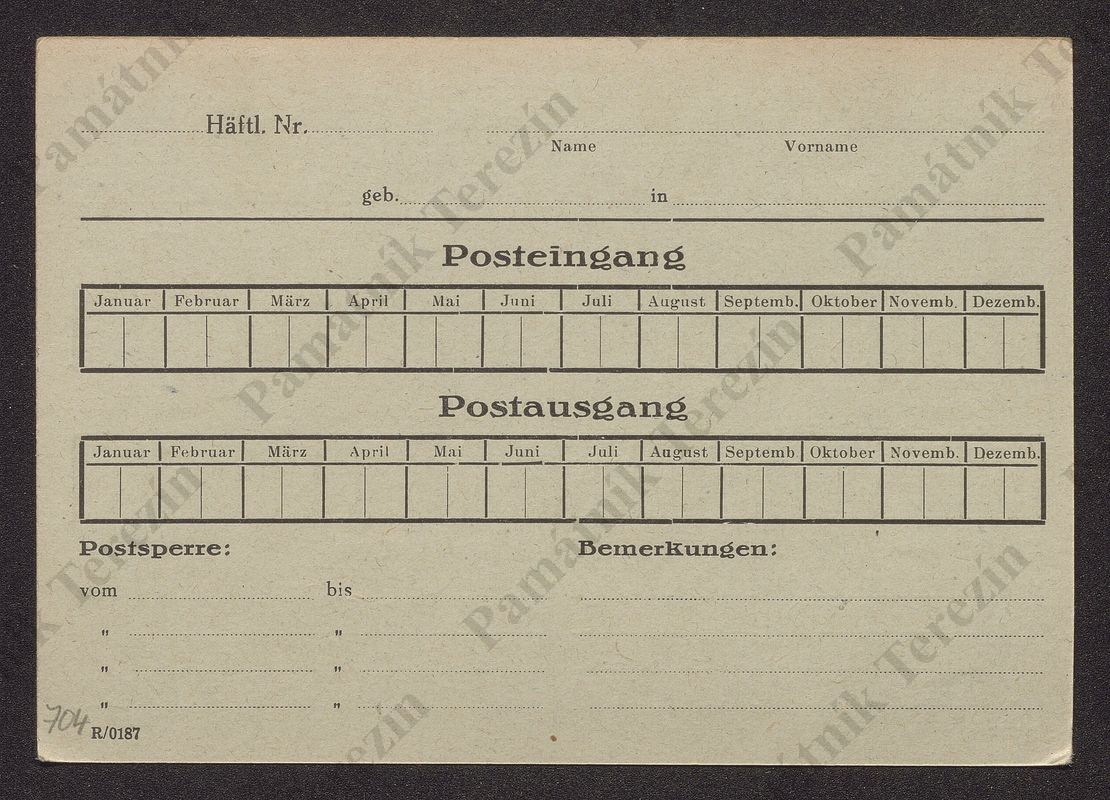 Häftl. Nr.
Name Vorname
geb. in
Posteingang
Januar Februar März April Mai Juni Juli August Septemb. Oktober Novemb. Dezemb.
Postausgang
Januar Februar März April Mai Juni Juli August Septemb. Oktober Novemb. Dezemb.
Postsperre: Bemerkungen:
vom bis
" "
" "
" "
704 R/0187
Památník Terezín